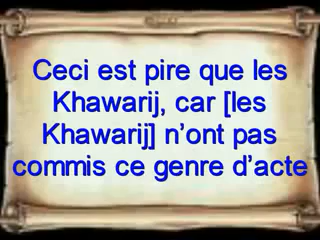 Ceci est pire que les
Khawarij, car [les
Khawarij] n’ont pas
commis ce genre d’acte